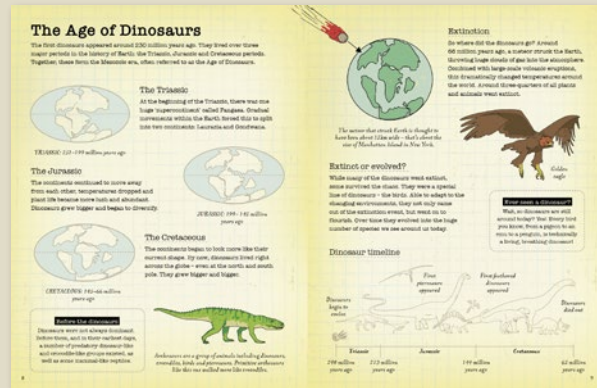 The Age of Dinosaurs
The first dinosaurs appeared around 230 million years ago. They lived over three
major periods in the history of Earth: the Triassic, Jurassic and Cretaceous periods.
Together, these form the Mesozoic era, often referred to as the Age of Dinosaurs.
The Triassic
At the beginning of the Triassic, there was one
huge 'supercontinent' called Pangaea. Gradual
movements within the Earth forced this to split
into two continents: Laurasia and Gondwana.
TRIASSIC: million years ago
The Jurassic
The continents continued to move away
from each other, temperatures dropped and
plant life became more lush and abundant.
Dinosaurs grew bigger and began to diversify.
JURASSIC: million
years ago
The Cretaceous
The continents began to look more like their
current shape. By now, dinosaurs lived right
across the globe – even at the north and south
pole. They grew bigger and bigger.
CRETACEOUS: million
years ago
Before the dinosaurs
Dinosaurs were not always dominant.
Before them, and in their earliest days,
a number of predatory dinosaur-like
and crocodile-like groups existed, as
well as some mammal-like reptiles.
Archosaurs are a group of animals including dinosaurs,
crocodiles, birds and pterosaurs. Primitive archosaurs
like this one walked more like crocodiles.
8
Extinction
So where did the dinosaurs go? Around
66 million years ago, a meteor struck the Earth,
throwing huge clouds of gas into the atmosphere.
Combined with large-scale volcanic eruptions,
this dramatically changed temperatures around
the world. Around three-quarters of all plants
and animals went extinct.
The meteor that struck Earth is thought to
have been about wide – that's about the
size of Manhattan Island in New York.
Golden
eagle
Extinct or evolved?
While many of the dinosaurs went extinct,
some survived the chaos. They were a special
line of dinosaurs – the birds. Able to adapt to the
changing environments, they not only came
out of the extinction event, but went on to
flourish. Over time they evolved into the huge
number of species we see around us today.
Ever seen a dinosaur?
Wait, so dinosaurs are still
around today? Yes! Every bird
you know, from a pigeon to an
emu to a penguin, is technically
a living, breathing dinosaur!
Dinosaur timeline
Dinosaurs
begin to
evolve
First
pterosaurs
appeared
First feathered
dinosaurs
appeared
Dinosaurs
died out
Triassic
Jurassic
Cretaceous
million
years ago
million
years ago
million
years ago
million
years ago
9